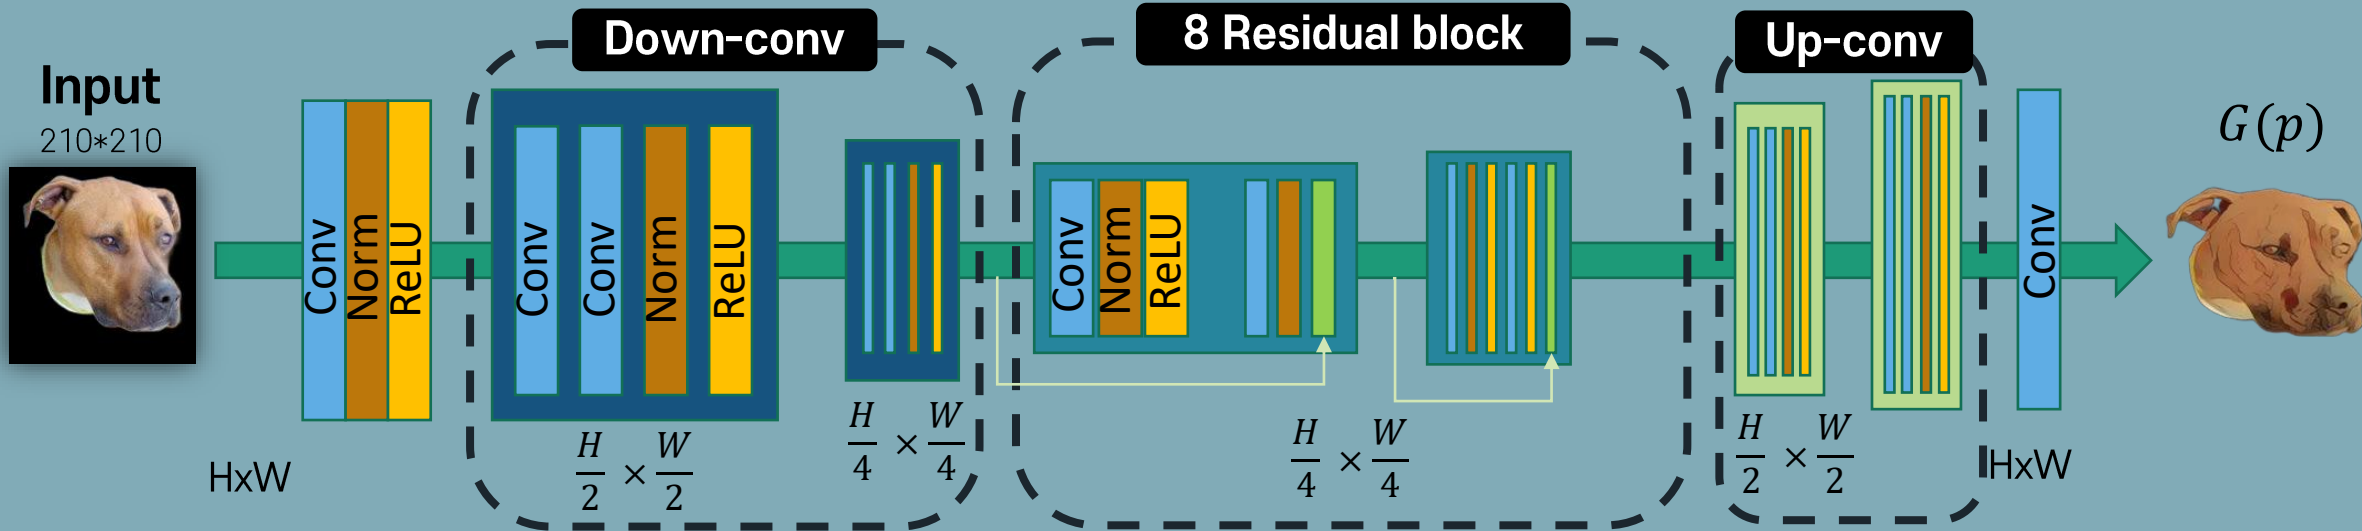 Input
210*210
HxW
Conv
Norm
ReLU
Down-conv
Conv
Conv
Norm
ReLU
H/2 × W/2
H/4 × W/4
8 Residual block
Conv
Norm
ReLU
H/4 × W/4
Up-conv
H/2 × W/2
Conv
HxW
G(p)